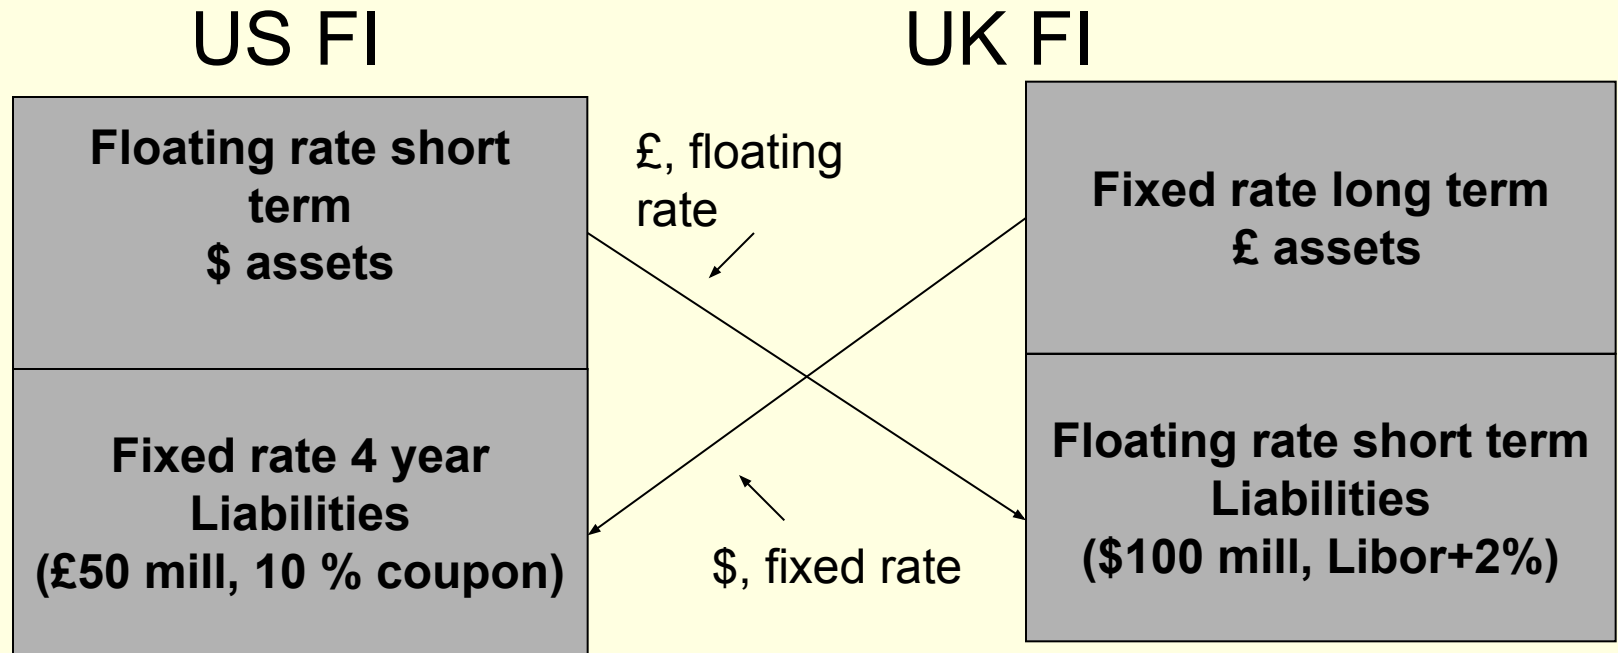 US FI
UK FI
Floating rate short
term
$ assets
£, floating
rate
Fixed rate long term
£ assets
Fixed rate 4 year
Liabilities
(£50 mill, 10 % coupon)
$, fixed rate
Floating rate short term
Liabilities
($100 mill, Libor+2%)